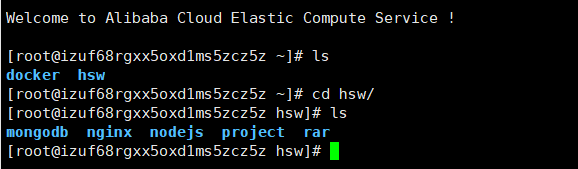 Welcome to Alibaba Cloud Elastic Compute Service !
[root@izuf68rgxx5oxd1ms5zcz5z ~]# ls
docker  hsw
[root@izuf68rgxx5oxd1ms5zcz5z ~]# cd hsw/
[root@izuf68rgxx5oxd1ms5zcz5z hsw]# ls
mongodb  nginx  nodejs  project  rar
[root@izuf68rgxx5oxd1ms5zcz5z hsw]#